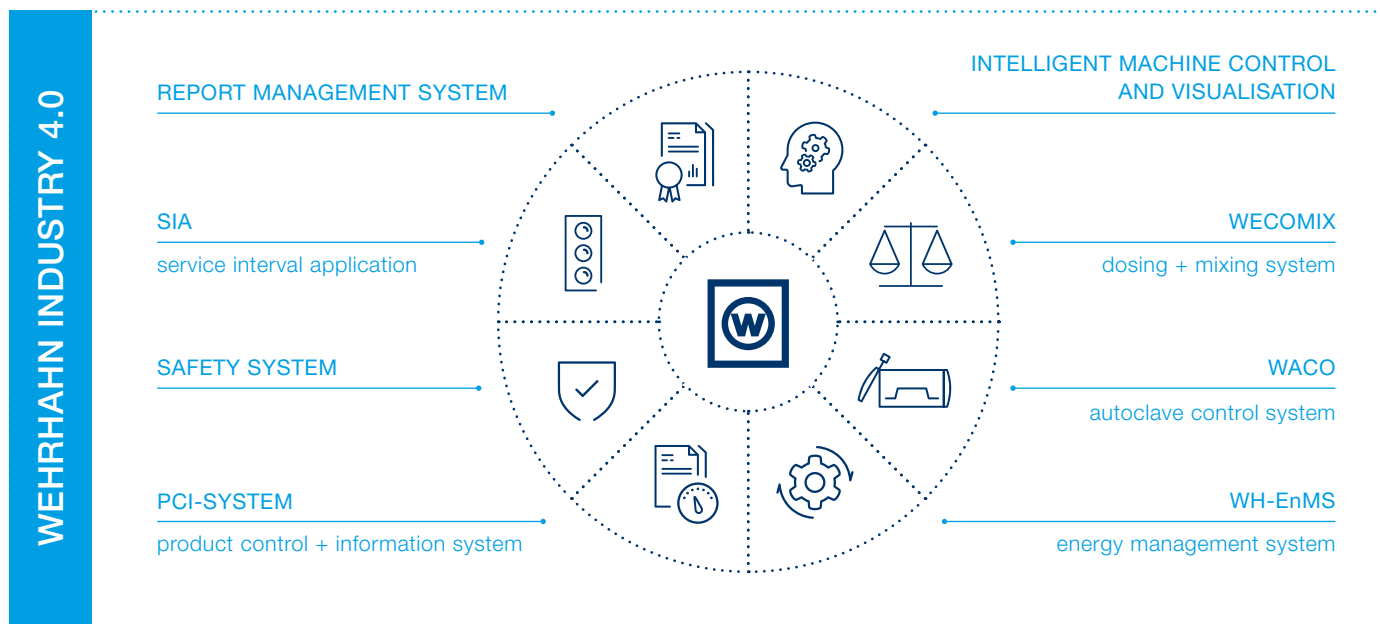 WEHRHAHN INDUSTRY 4.0
REPORT MANAGEMENT SYSTEM
SIA
service interval application
SAFETY SYSTEM
PCI-SYSTEM
product control + information system
W
INTELLIGENT MACHINE CONTROL
AND VISUALISATION
WECOMIX
dosing + mixing system
WACO
autoclave control system
WH-EnMS
energy management system